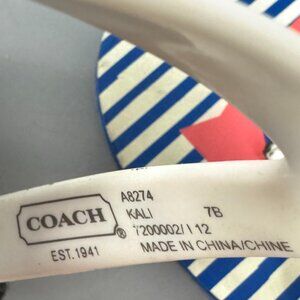 COACH®
EST. 1941
A8274
KALI 7B
7200002/ I 12
MADE IN CHINA/CHINE